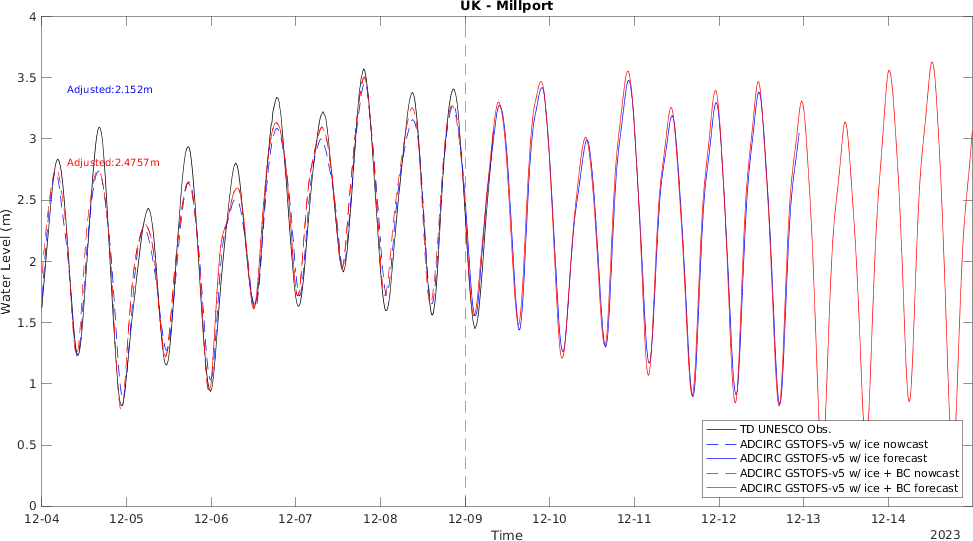 UK - Millport
4
3.5
3
2.5
2
1.5
1
0.5
0
Water Level (m)
Adjusted:2.152m
Adjusted:2.4757m
TD UNESCO Obs.
ADCIRC GSTOFS-v5 w/ ice nowcast
ADCIRC GSTOFS-v5 w/ ice forecast
ADCIRC GSTOFS-v5 w/ ice + BC nowcast
ADCIRC GSTOFS-v5 w/ ice + BC forecast
12-04 12-05 12-06 12-07 12-08 12-09 12-10 12-11 12-12 12-13 12-14
Time
2023